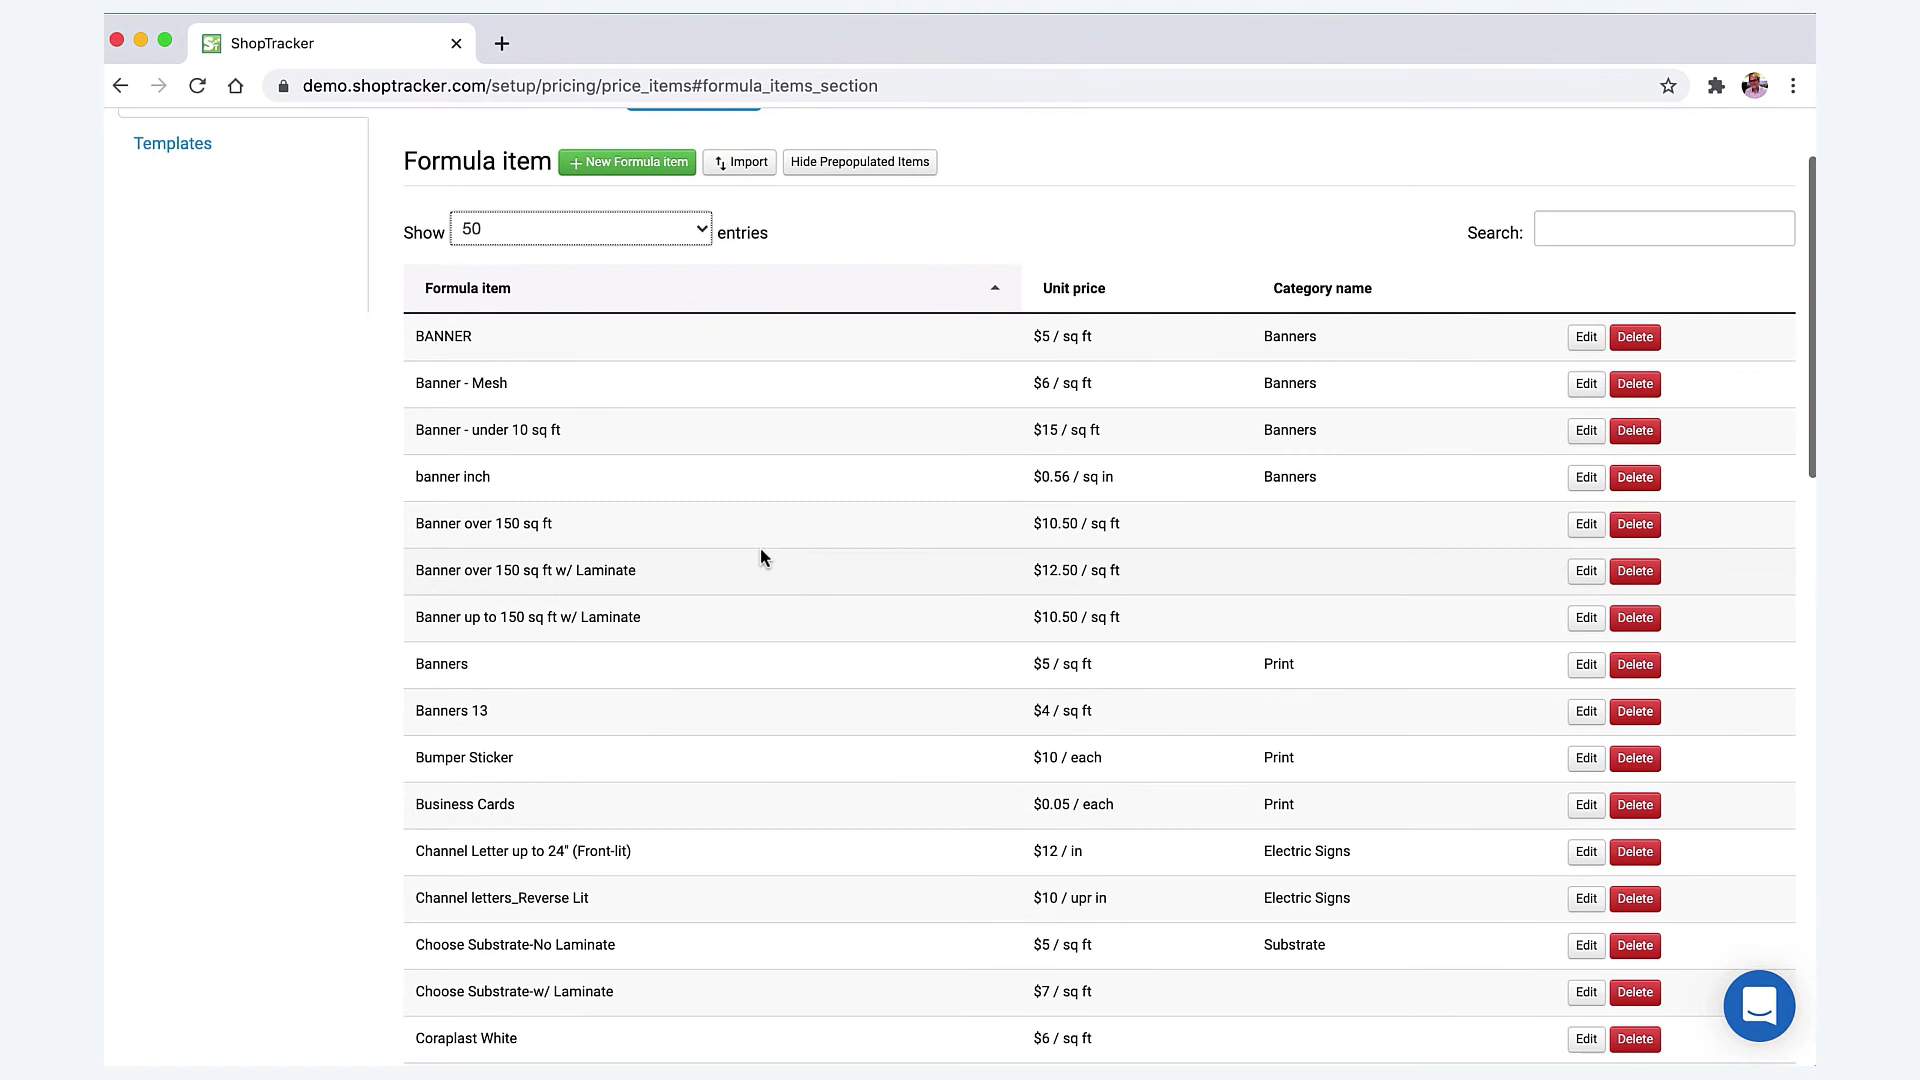 ShopTracker
demo.shoptracker.com/setup/pricing/price_items#formula_items_section
Templates
Formula item + New Formula item Import Hide Prepopulated Items
Show 50 entries Search:
Formula item Unit price Category name
BANNER $5 / sq ft Banners Edit Delete
Banner - Mesh $6 / sq ft Banners Edit Delete
Banner - under 10 sq ft $15 / sq ft Banners Edit Delete
banner inch $0.56 / sq in Banners Edit Delete
Banner over 150 sq ft $10.50 / sq ft Edit Delete
Banner over 150 sq ft w/ Laminate $12.50 / sq ft Edit Delete
Banner up to 150 sq ft w/ Laminate $10.50 / sq ft Edit Delete
Banners $5 / sq ft Print Edit Delete
Banners 13 $4 / sq ft Edit Delete
Bumper Sticker $10 / each Print Edit Delete
Business Cards $0.05 / each Print Edit Delete
Channel Letter up to 24" (Front-lit) $12 / in Electric Signs Edit Delete
Channel letters_Reverse Lit $10 / upr in Electric Signs Edit Delete
Choose Substrate-No Laminate $5 / sq ft Substrate Edit Delete
Choose Substrate-w/ Laminate $7 / sq ft Edit Delete
Coraplast White $6 / sq ft Edit Delete